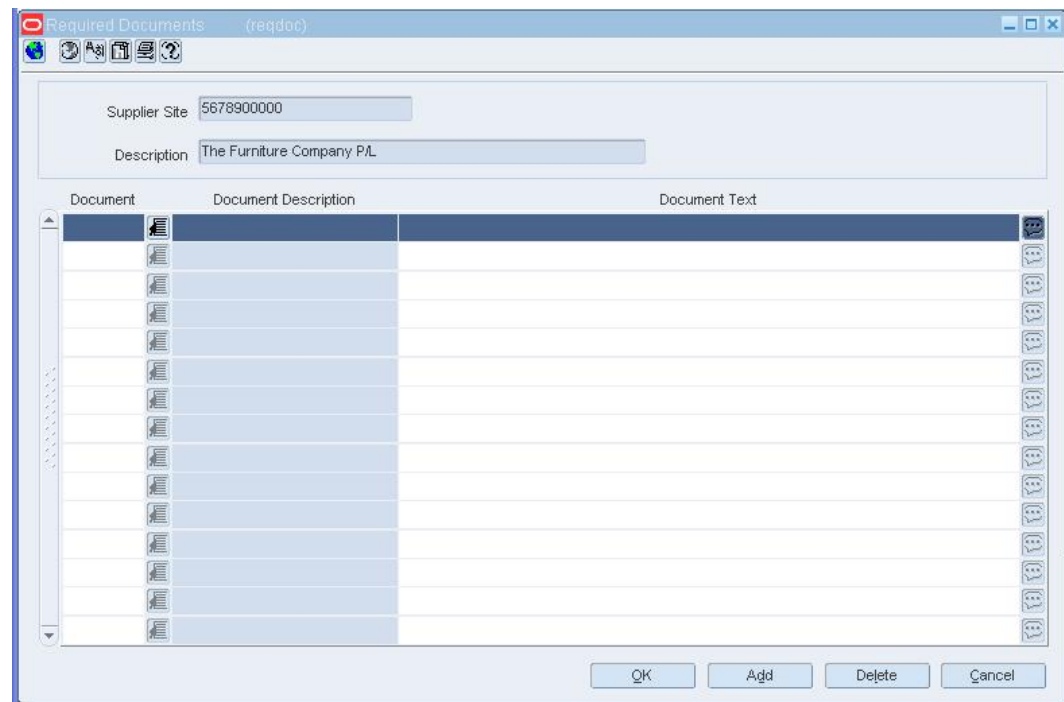 Required Documents (reqdoc)
Supplier Site 5678900000
Description The Furniture Company P/L
Document Document Description Document Text
OK Add Delete Cancel